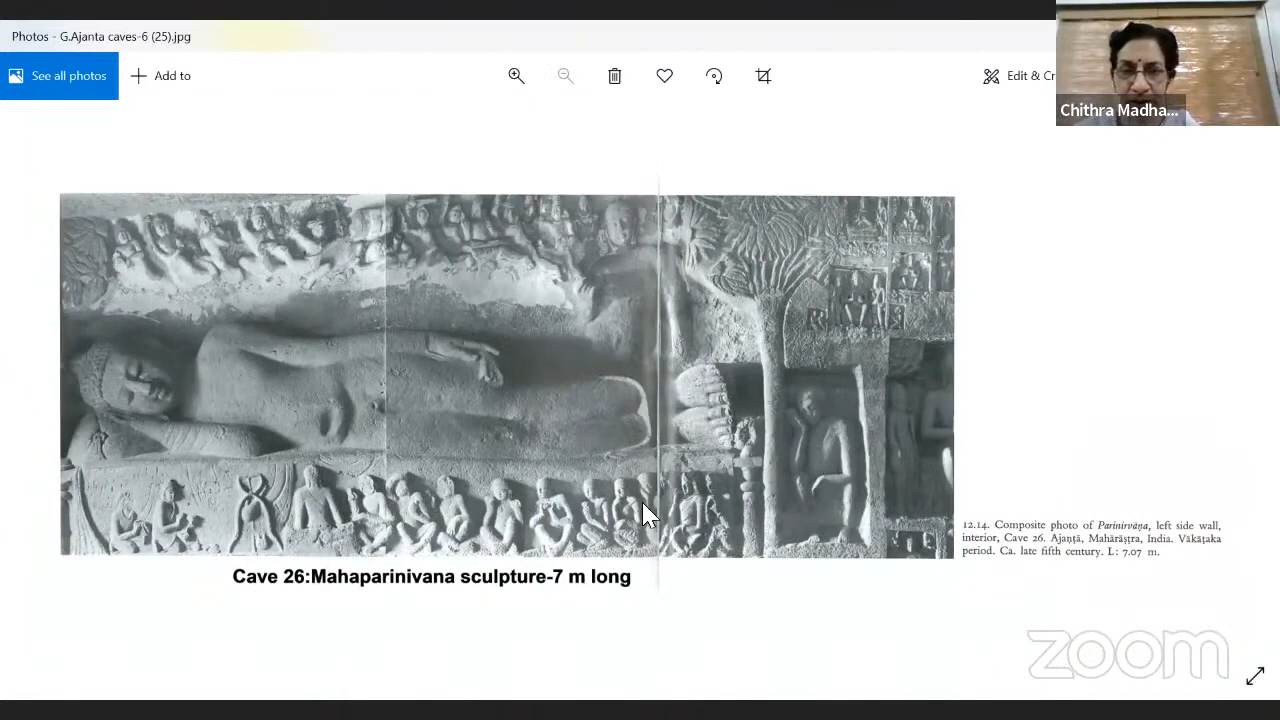 Photos - G.Ajanta caves-6 (25).jpg
See all photos
Add to
Edit & Cr
Chithra Madha...
12.14. Composite photo of Parinirvāṇa, left side wall,
interior, Cave 26. Ajaṇṭā, Mahārāṣṭra, India. Vākāṭaka
period. Ca. late fifth century. L: 7.07 m.
Cave 26:Mahaparinivana sculpture-7 m long
zoom